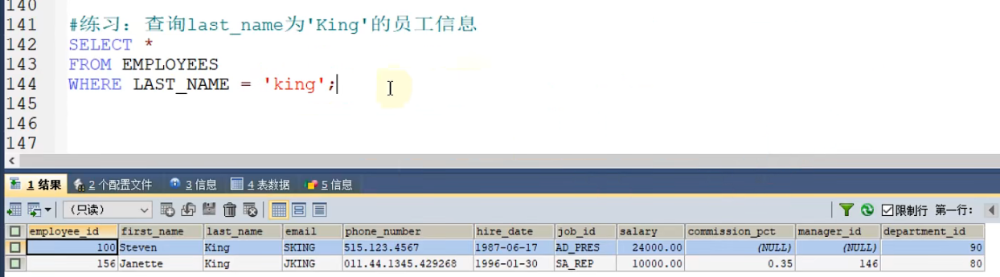 140
141 #练习：查询last_name为'King'的员工信息
142 SELECT *
143 FROM EMPLOYEES
144 WHERE LAST_NAME = 'king';
145
146
147
1 结果 2 个配置文件 3 信息 4 表数据 5 信息
（只读） 限制行 第一行:
employee_id first_name last_name email phone_number hire_date job_id salary commission_pct manager_id department_id
100 Steven King SKING 515.123.4567 1987-06-17 AD_PRES 24000.00 (NULL) (NULL) 90
156 Janette King JKING 011.44.1345.429268 1996-01-30 SA_REP 10000.00 0.35 146 80